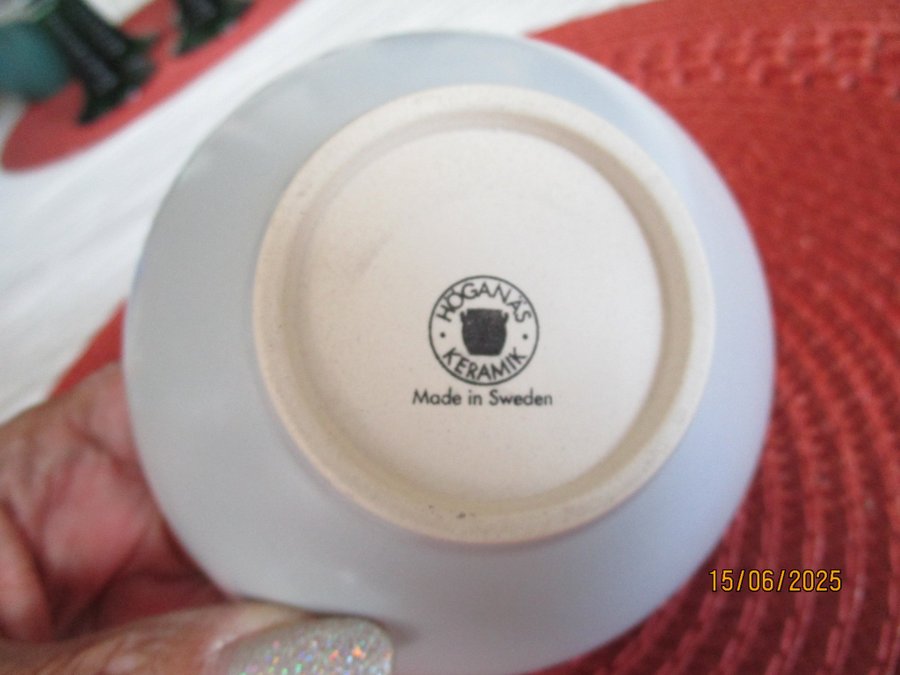 HÖGANÄS
KERAMIK
Made in Sweden
15/06/2025